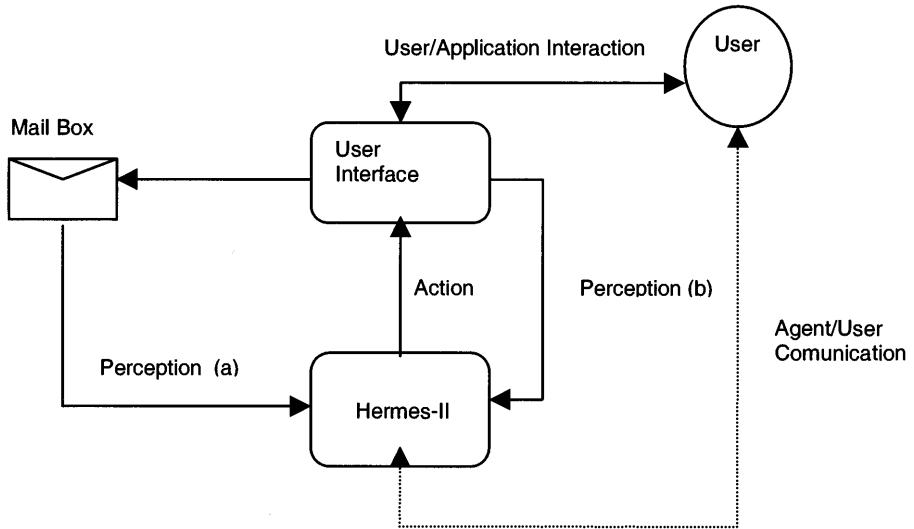 User/Application Interaction
User
Mail Box
User
Interface
Action
Perception (b)
Agent/User
Comunication
Perception (a)
Hermes-II